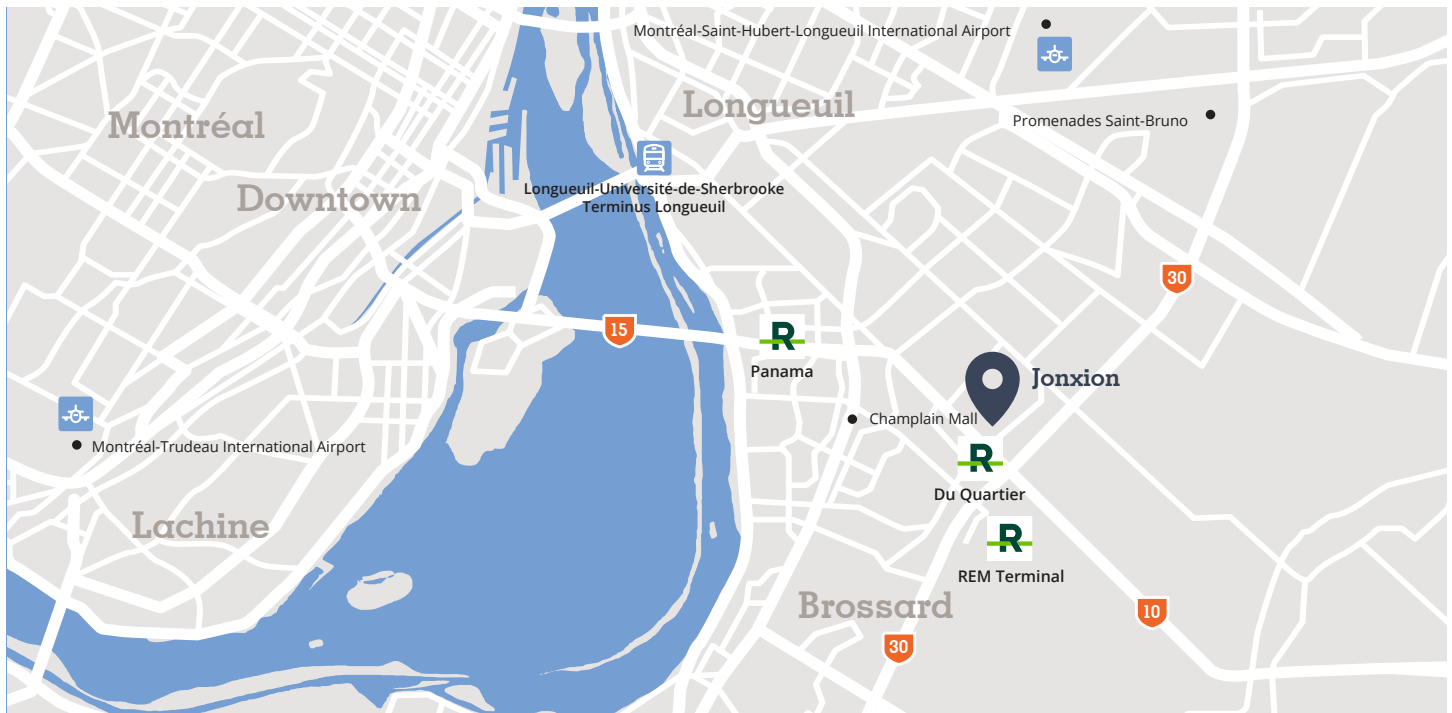 Montréal-Saint-Hubert-Longueuil International Airport
Longueuil
Promenades Saint-Bruno
Montréal
Downtown
Longueuil-Université-de-Sherbrooke
Terminus Longueuil
30
15
R
Panama
Jonxion
Champlain Mall
Montréal-Trudeau International Airport
R
Du Quartier
Lachine
R
REM Terminal
Brossard
10
30